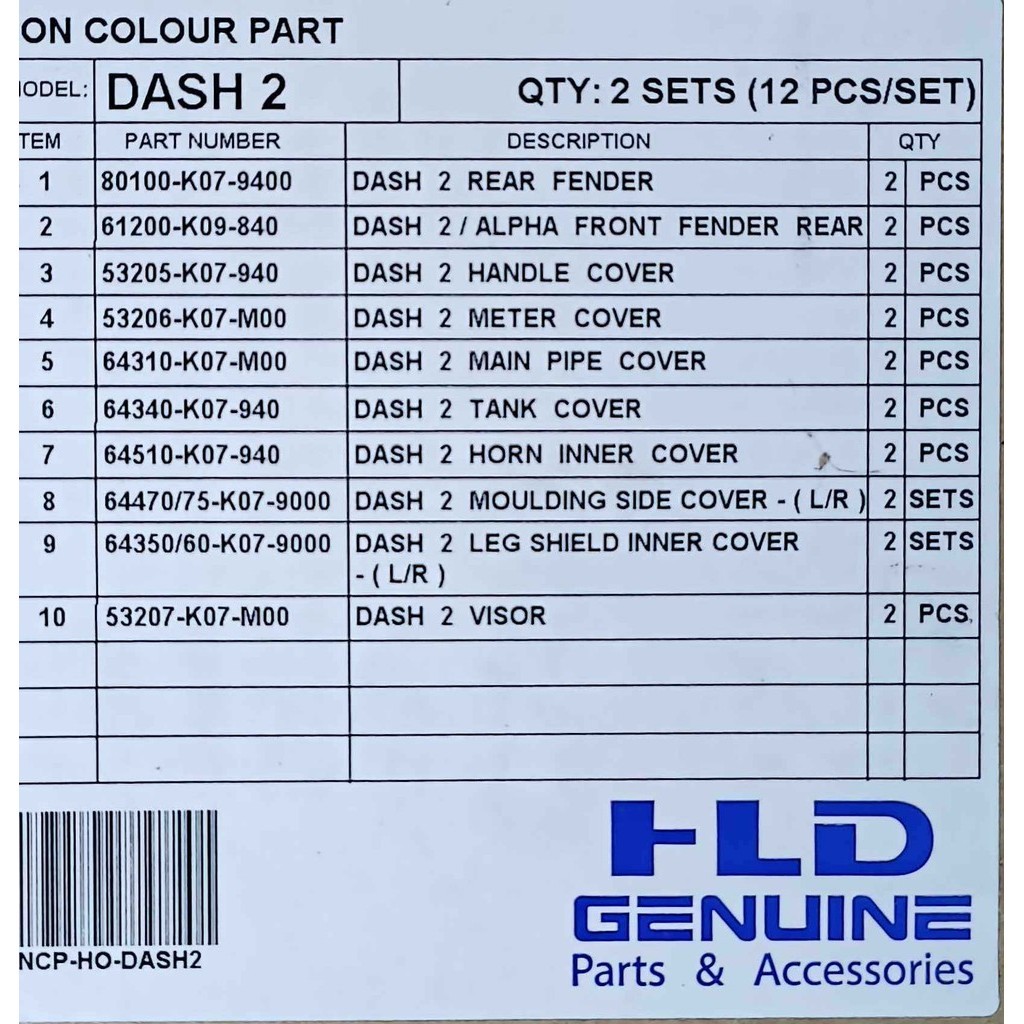 ON COLOUR PART
MODEL: DASH 2 QTY: 2 SETS (12 PCS/SET)
ITEM PART NUMBER DESCRIPTION QTY
1 80100-K07-9400 DASH 2 REAR FENDER 2 PCS
2 61200-K09-840 DASH 2 / ALPHA FRONT FENDER REAR 2 PCS
3 53205-K07-940 DASH 2 HANDLE COVER 2 PCS
4 53206-K07-M00 DASH 2 METER COVER 2 PCS
5 64310-K07-M00 DASH 2 MAIN PIPE COVER 2 PCS
6 64340-K07-940 DASH 2 TANK COVER 2 PCS
7 64510-K07-940 DASH 2 HORN INNER COVER 2 PCS
8 64470/75-K07-9000 DASH 2 MOULDING SIDE COVER - ( L/R ) 2 SETS
9 64350/60-K07-9000 DASH 2 LEG SHIELD INNER COVER 2 SETS
- ( L/R )
10 53207-K07-M00 DASH 2 VISOR 2 PCS
NCP-HO-DASH2
HLD
GENUINE
Parts & Accessories